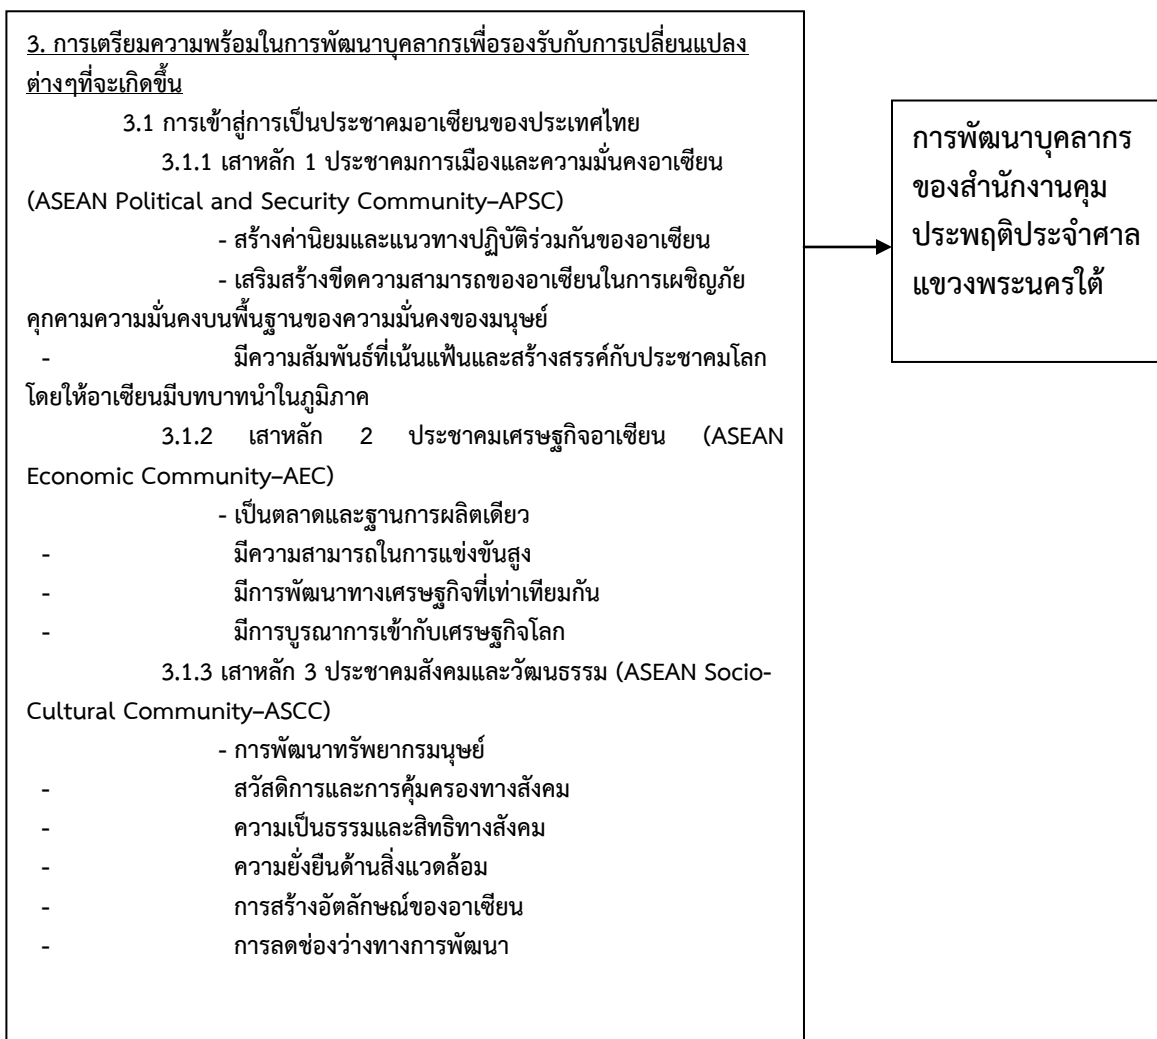 3. การเตรียมความพร้อมในการพัฒนาบุคลากรเพื่อรองรับกับการเปลี่ยนแปลง
ต่างๆที่จะเกิดขึ้น
3.1 การเข้าสู่การเป็นประชาคมอาเซียนของประเทศไทย
3.1.1 เสาหลัก 1 ประชาคมการเมืองและความมั่นคงอาเซียน
(ASEAN Political and Security Community–APSC)
- สร้างค่านิยมและแนวทางปฏิบัติร่วมกันของอาเซียน
- เสริมสร้างขีดความสามารถของอาเซียนในการเผชิญภัย
คุกคามความมั่นคงบนพื้นฐานของความมั่นคงของมนุษย์
- มีความสัมพันธ์ที่เน้นแฟ้นและสร้างสรรค์กับประชาคมโลก
โดยให้อาเซียนมีบทบาทนำในภูมิภาค
3.1.2 เสาหลัก 2 ประชาคมเศรษฐกิจอาเซียน (ASEAN
Economic Community–AEC)
- เป็นตลาดและฐานการผลิตเดียว
- มีความสามารถในการแข่งขันสูง
- มีการพัฒนาทางเศรษฐกิจที่เท่าเทียมกัน
- มีการบูรณาการเข้ากับเศรษฐกิจโลก
3.1.3 เสาหลัก 3 ประชาคมสังคมและวัฒนธรรม (ASEAN Socio-
Cultural Community–ASCC)
- การพัฒนาทรัพยากรมนุษย์
- สวัสดิการและการคุ้มครองทางสังคม
- ความเป็นธรรมและสิทธิทางสังคม
- ความยั่งยืนด้านสิ่งแวดล้อม
- การสร้างอัตลักษณ์ของอาเซียน
- การลดช่องว่างทางการพัฒนา
การพัฒนาบุคลากร
ของสำนักงานคุม
ประพฤติประจำศาล
แขวงพระนครใต้